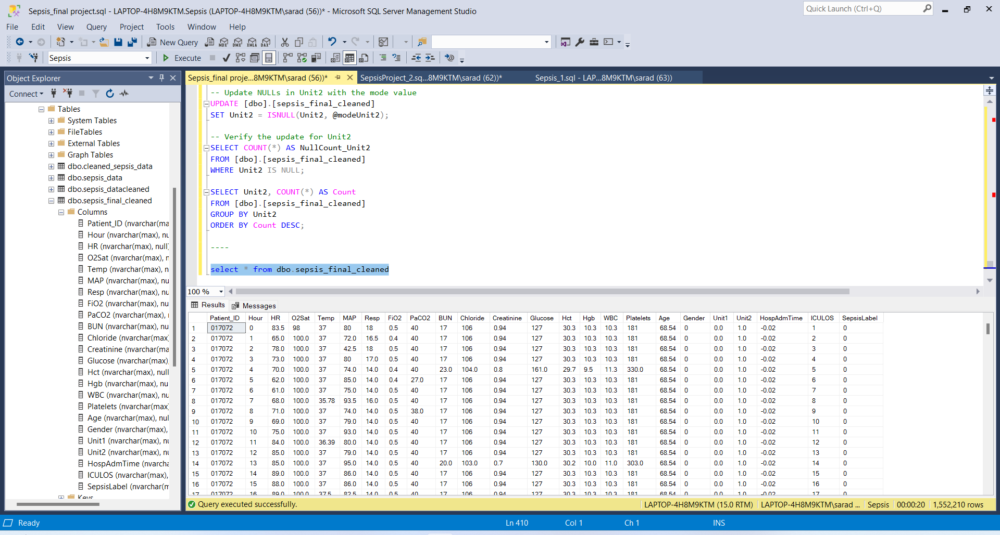 Sepsis_final project.sql - LAPTOP-4H8M9KTM.Sepsis (LAPTOP-4H8M9KTM\sarad (56))* - Microsoft SQL Server Management Studio
Quick Launch (Ctrl+Q)
File Edit View Query Project Tools Window Help
New Query MDX DMX XMLA DAX
Sepsis Execute
Object Explorer
Connect
Tables
System Tables
FileTables
External Tables
Graph Tables
dbo.cleaned_sepsis_data
dbo.sepsis_data
dbo.sepsis_datacleaned
dbo.sepsis_final_cleaned
Columns
Patient_ID (nvarchar(ma
Hour (nvarchar(max), nu
HR (nvarchar(max), null)
O2Sat (nvarchar(max), n
Temp (nvarchar(max), n
MAP (nvarchar(max), nu
Resp (nvarchar(max), nu
FiO2 (nvarchar(max), nu
PaCO2 (nvarchar(max),
BUN (nvarchar(max), nu
Chloride (nvarchar(max)
Creatinine (nvarchar(ma
Glucose (nvarchar(max),
Hct (nvarchar(max), null
Hgb (nvarchar(max), nu
WBC (nvarchar(max), nu
Platelets (nvarchar(max)
Age (nvarchar(max), nul
Gender (nvarchar(max),
Unit1 (nvarchar(max), nu
Unit2 (nvarchar(max), nu
HospAdmTime (nvarcha
ICULOS (nvarchar(max),
SepsisLabel (nvarchar(m
Keys
Sepsis_final proje...8M9KTM\sarad (56))* SepsisProject_2.sq...8M9KTM\sarad (62))* Sepsis_1.sql - LAP...8M9KTM\sarad (63))
-- Update NULLs in Unit2 with the mode value
UPDATE [dbo].[sepsis_final_cleaned]
SET Unit2 = ISNULL(Unit2, @modeUnit2);
-- Verify the update for Unit2
SELECT COUNT(*) AS NullCount_Unit2
FROM [dbo].[sepsis_final_cleaned]
WHERE Unit2 IS NULL;
SELECT Unit2, COUNT(*) AS Count
FROM [dbo].[sepsis_final_cleaned]
GROUP BY Unit2
ORDER BY Count DESC;
----
select * from dbo.sepsis_final_cleaned
100 %
Results Messages
Patient_ID Hour HR O2Sat Temp MAP Resp FiO2 PaCO2 BUN Chloride Creatinine Glucose Hct Hgb WBC Platelets Age Gender Unit1 Unit2 HospAdmTime ICULOS SepsisLabel
1 017072 0 83.5 98 37 80 18 0.5 40 17 106 0.94 127 30.3 10.3 10.3 181 68.54 0 0.0 1.0 -0.02 1 0
2 017072 1 65.0 100.0 37 72.0 16.5 0.4 40 17 106 0.94 127 30.3 10.3 10.3 181 68.54 0 0.0 1.0 -0.02 2 0
3 017072 2 78.0 100.0 37 42.5 18 0.5 40 17 106 0.94 127 30.3 10.3 10.3 181 68.54 0 0.0 1.0 -0.02 3 0
4 017072 3 73.0 100.0 37 80 17.0 0.5 40 17 106 0.94 127 30.3 10.3 10.3 181 68.54 0 0.0 1.0 -0.02 4 0
5 017072 4 70.0 100.0 37 74.0 14.0 0.4 40 23.0 104.0 0.8 161.0 29.7 9.5 11.3 330.0 68.54 0 0.0 1.0 -0.02 5 0
6 017072 5 62.0 100.0 37 85.0 14.0 0.4 27.0 17 106 0.94 127 30.3 10.3 10.3 181 68.54 0 0.0 1.0 -0.02 6 0
7 017072 6 61.0 100.0 37 75.0 14.0 0.5 40 17 106 0.94 127 30.3 10.3 10.3 181 68.54 0 0.0 1.0 -0.02 7 0
8 017072 7 68.0 100.0 35.78 93.5 16.0 0.5 40 17 106 0.94 127 30.3 10.3 10.3 181 68.54 0 0.0 1.0 -0.02 8 0
9 017072 8 71.0 100.0 37 74.0 14.0 0.5 38.0 17 106 0.94 127 30.3 10.3 10.3 181 68.54 0 0.0 1.0 -0.02 9 0
10 017072 9 69.0 100.0 37 79.0 14.0 0.5 40 17 106 0.94 127 30.3 10.3 10.3 181 68.54 0 0.0 1.0 -0.02 10 0
11 017072 10 75.0 100.0 37 93.0 14.0 0.5 40 17 106 0.94 127 30.3 10.3 10.3 181 68.54 0 0.0 1.0 -0.02 11 0
12 017072 11 84.0 100.0 36.39 80.0 14.0 0.5 40 17 106 0.94 127 30.3 10.3 10.3 181 68.54 0 0.0 1.0 -0.02 12 0
13 017072 12 85.0 100.0 37 79.0 14.0 0.5 40 17 106 0.94 127 30.3 10.3 10.3 181 68.54 0 0.0 1.0 -0.02 13 0
14 017072 13 85.0 100.0 37 95.0 14.0 0.5 40 20.0 103.0 0.7 130.0 30.2 10.0 11.0 303.0 68.54 0 0.0 1.0 -0.02 14 0
15 017072 14 89.0 100.0 37 86.0 14.0 0.5 40 17 106 0.94 127 30.3 10.3 10.3 181 68.54 0 0.0 1.0 -0.02 15 0
16 017072 15 88.0 100.0 37 86.0 14.0 0.5 40 17 106 0.94 127 30.3 10.3 10.3 181 68.54 0 0.0 1.0 -0.02 16 0
17 017072 16 89.0 100.0 37.5 82.5 14.0 0.5 40 17 106 0.94 127 30.3 10.3 10.3 181 68.54 0 0.0 1.0 -0.02 17 0
Query executed successfully. LAPTOP-4H8M9KTM (15.0 RTM) LAPTOP-4H8M9KTM\sarad ... Sepsis 00:00:20 1,552,210 rows
Ready Ln 410 Col 1 Ch 1 INS